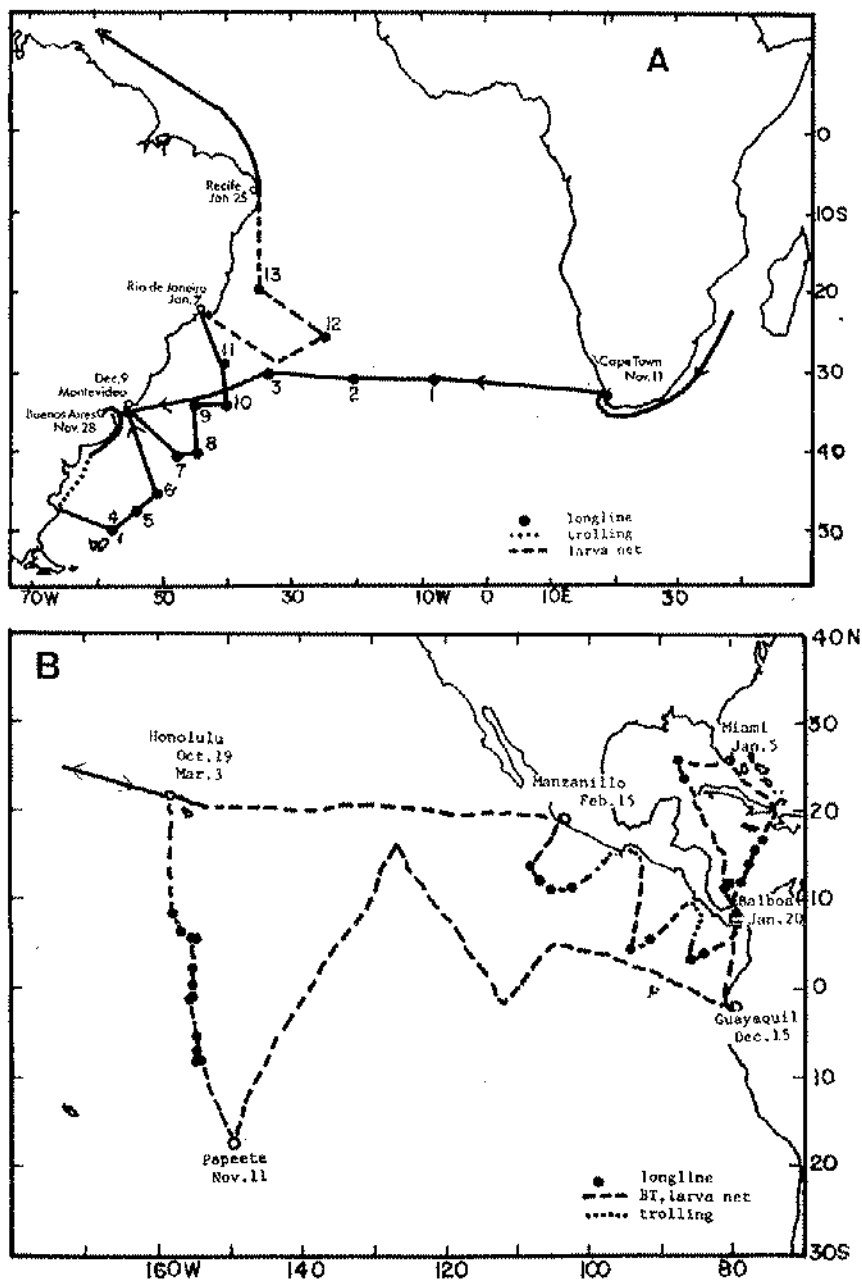 A
0
10S
20
30
40
50
Recife
Jan 25
Rio de Janeiro
Jan.7
13
12
11
Dec.9
Montevideo
Buenos Aires
Nov.28
9
10
3
2
1
Cape Town
Nov.11
7
8
6
5
4
longline
trolling
larva net
70W
50
30
10W
0
10E
30
B
40N
30
20
10
0
10
20
30S
Honolulu
Oct.19
Mar.3
Miami
Jan.5
Manzanillo
Feb.15
Balboa
Jan.20
Guayaquil
Dec.15
Papeete
Nov.11
longline
BT,larva net
trolling
160W
140
120
100
80